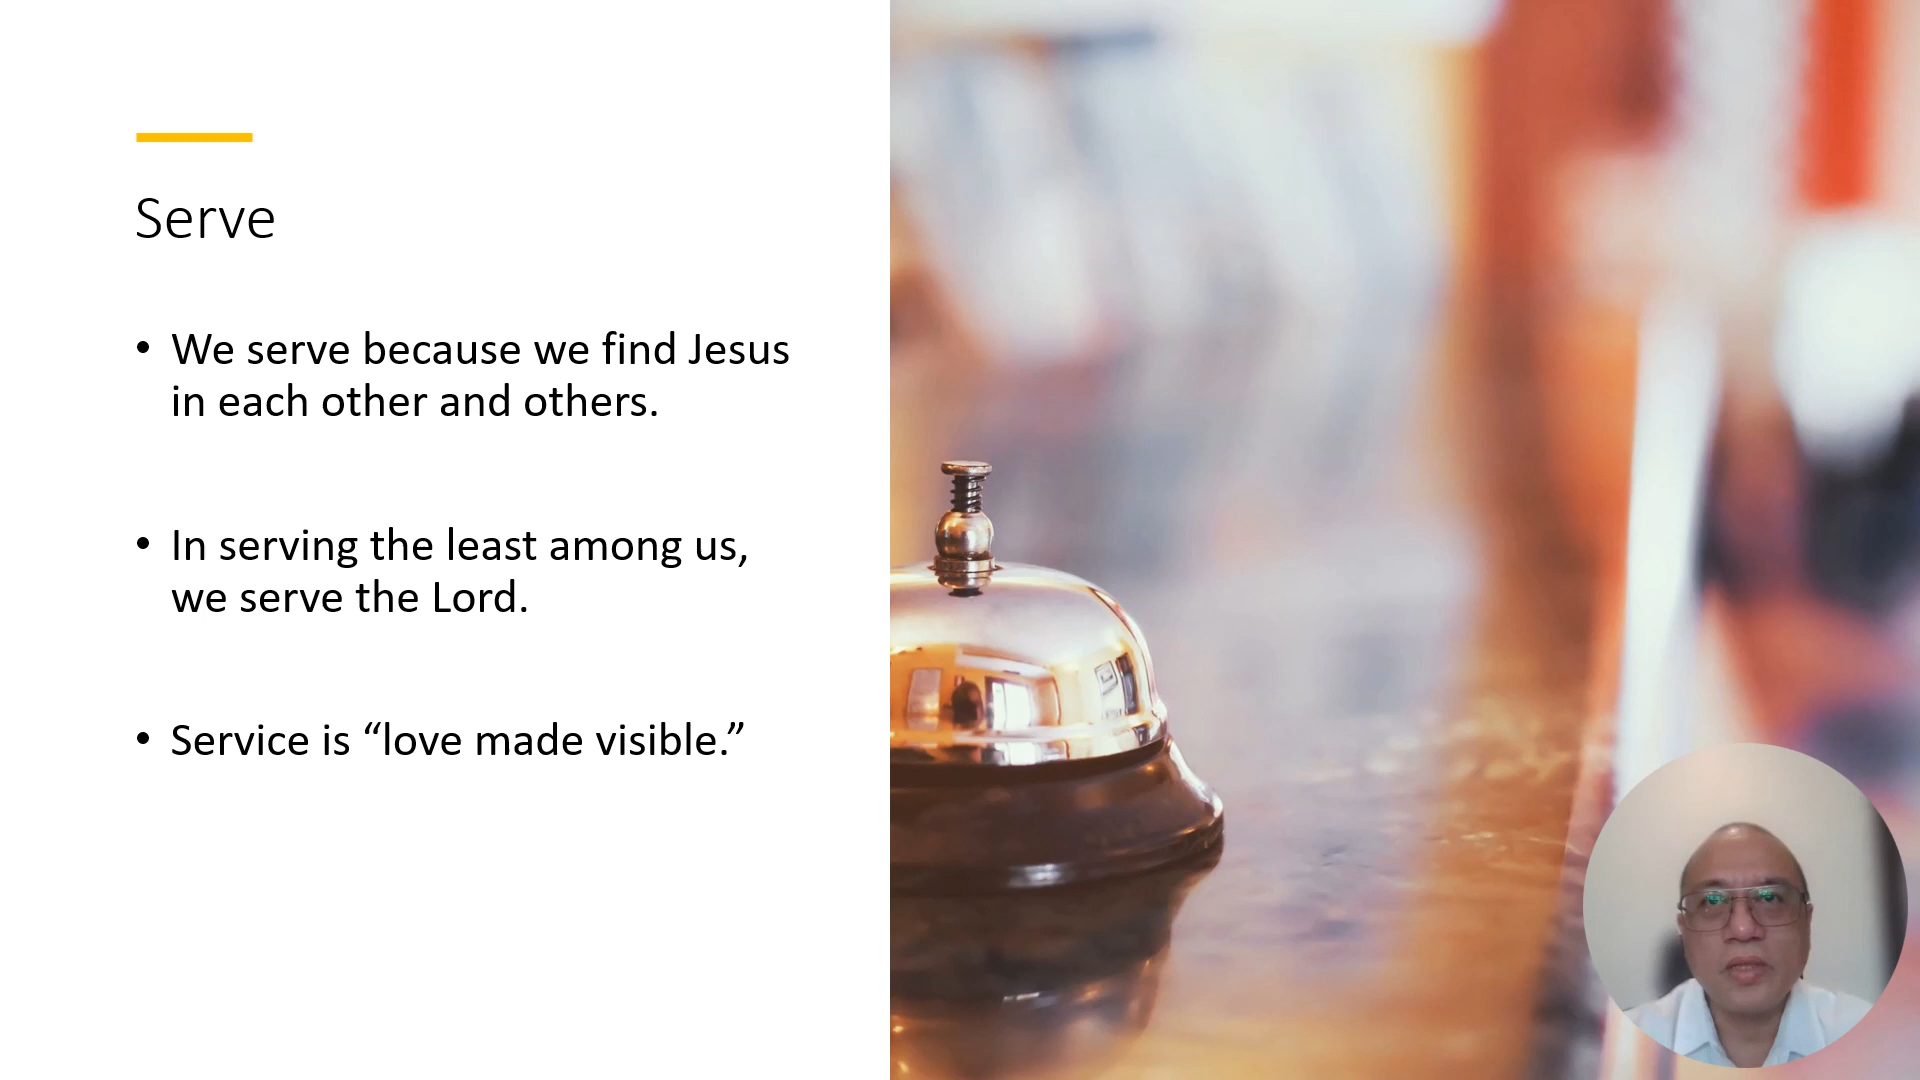 Serve
• We serve because we find Jesus
in each other and others.
• In serving the least among us,
we serve the Lord.
• Service is “love made visible.”